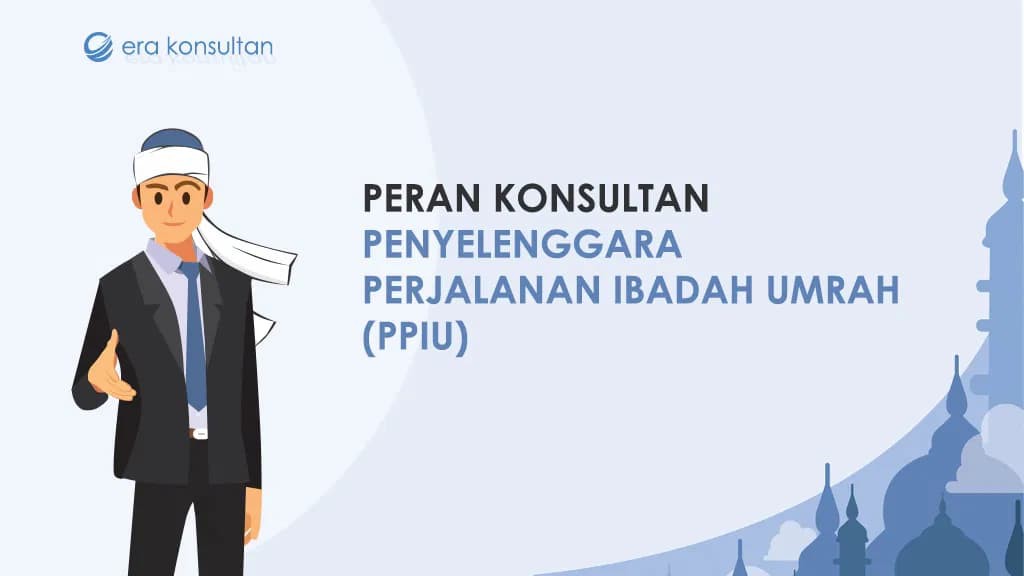 era konsultan
PERAN KONSULTAN
PENYELENGGARA
PERJALANAN IBADAH UMRAH
(PPIU)